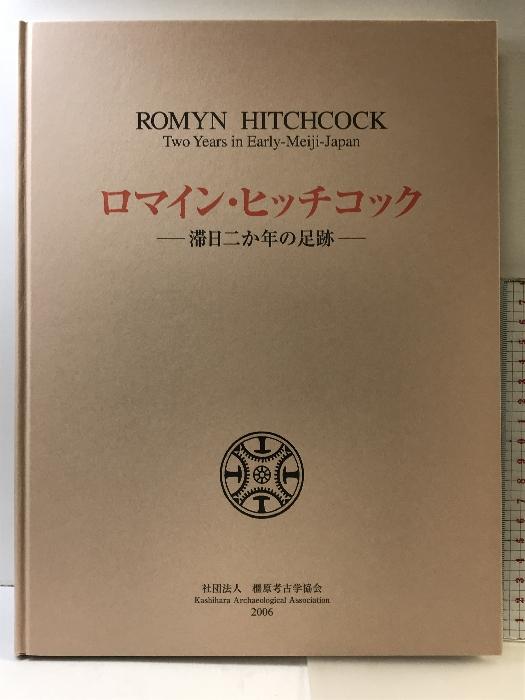 ROMYN HITCHCOCK
Two Years in Early-Meiji-Japan
ロマイン・ヒッチコック
―滞日二か年の足跡―
社団法人 橿原考古学協会
Kashihara Archaeological Association
2006